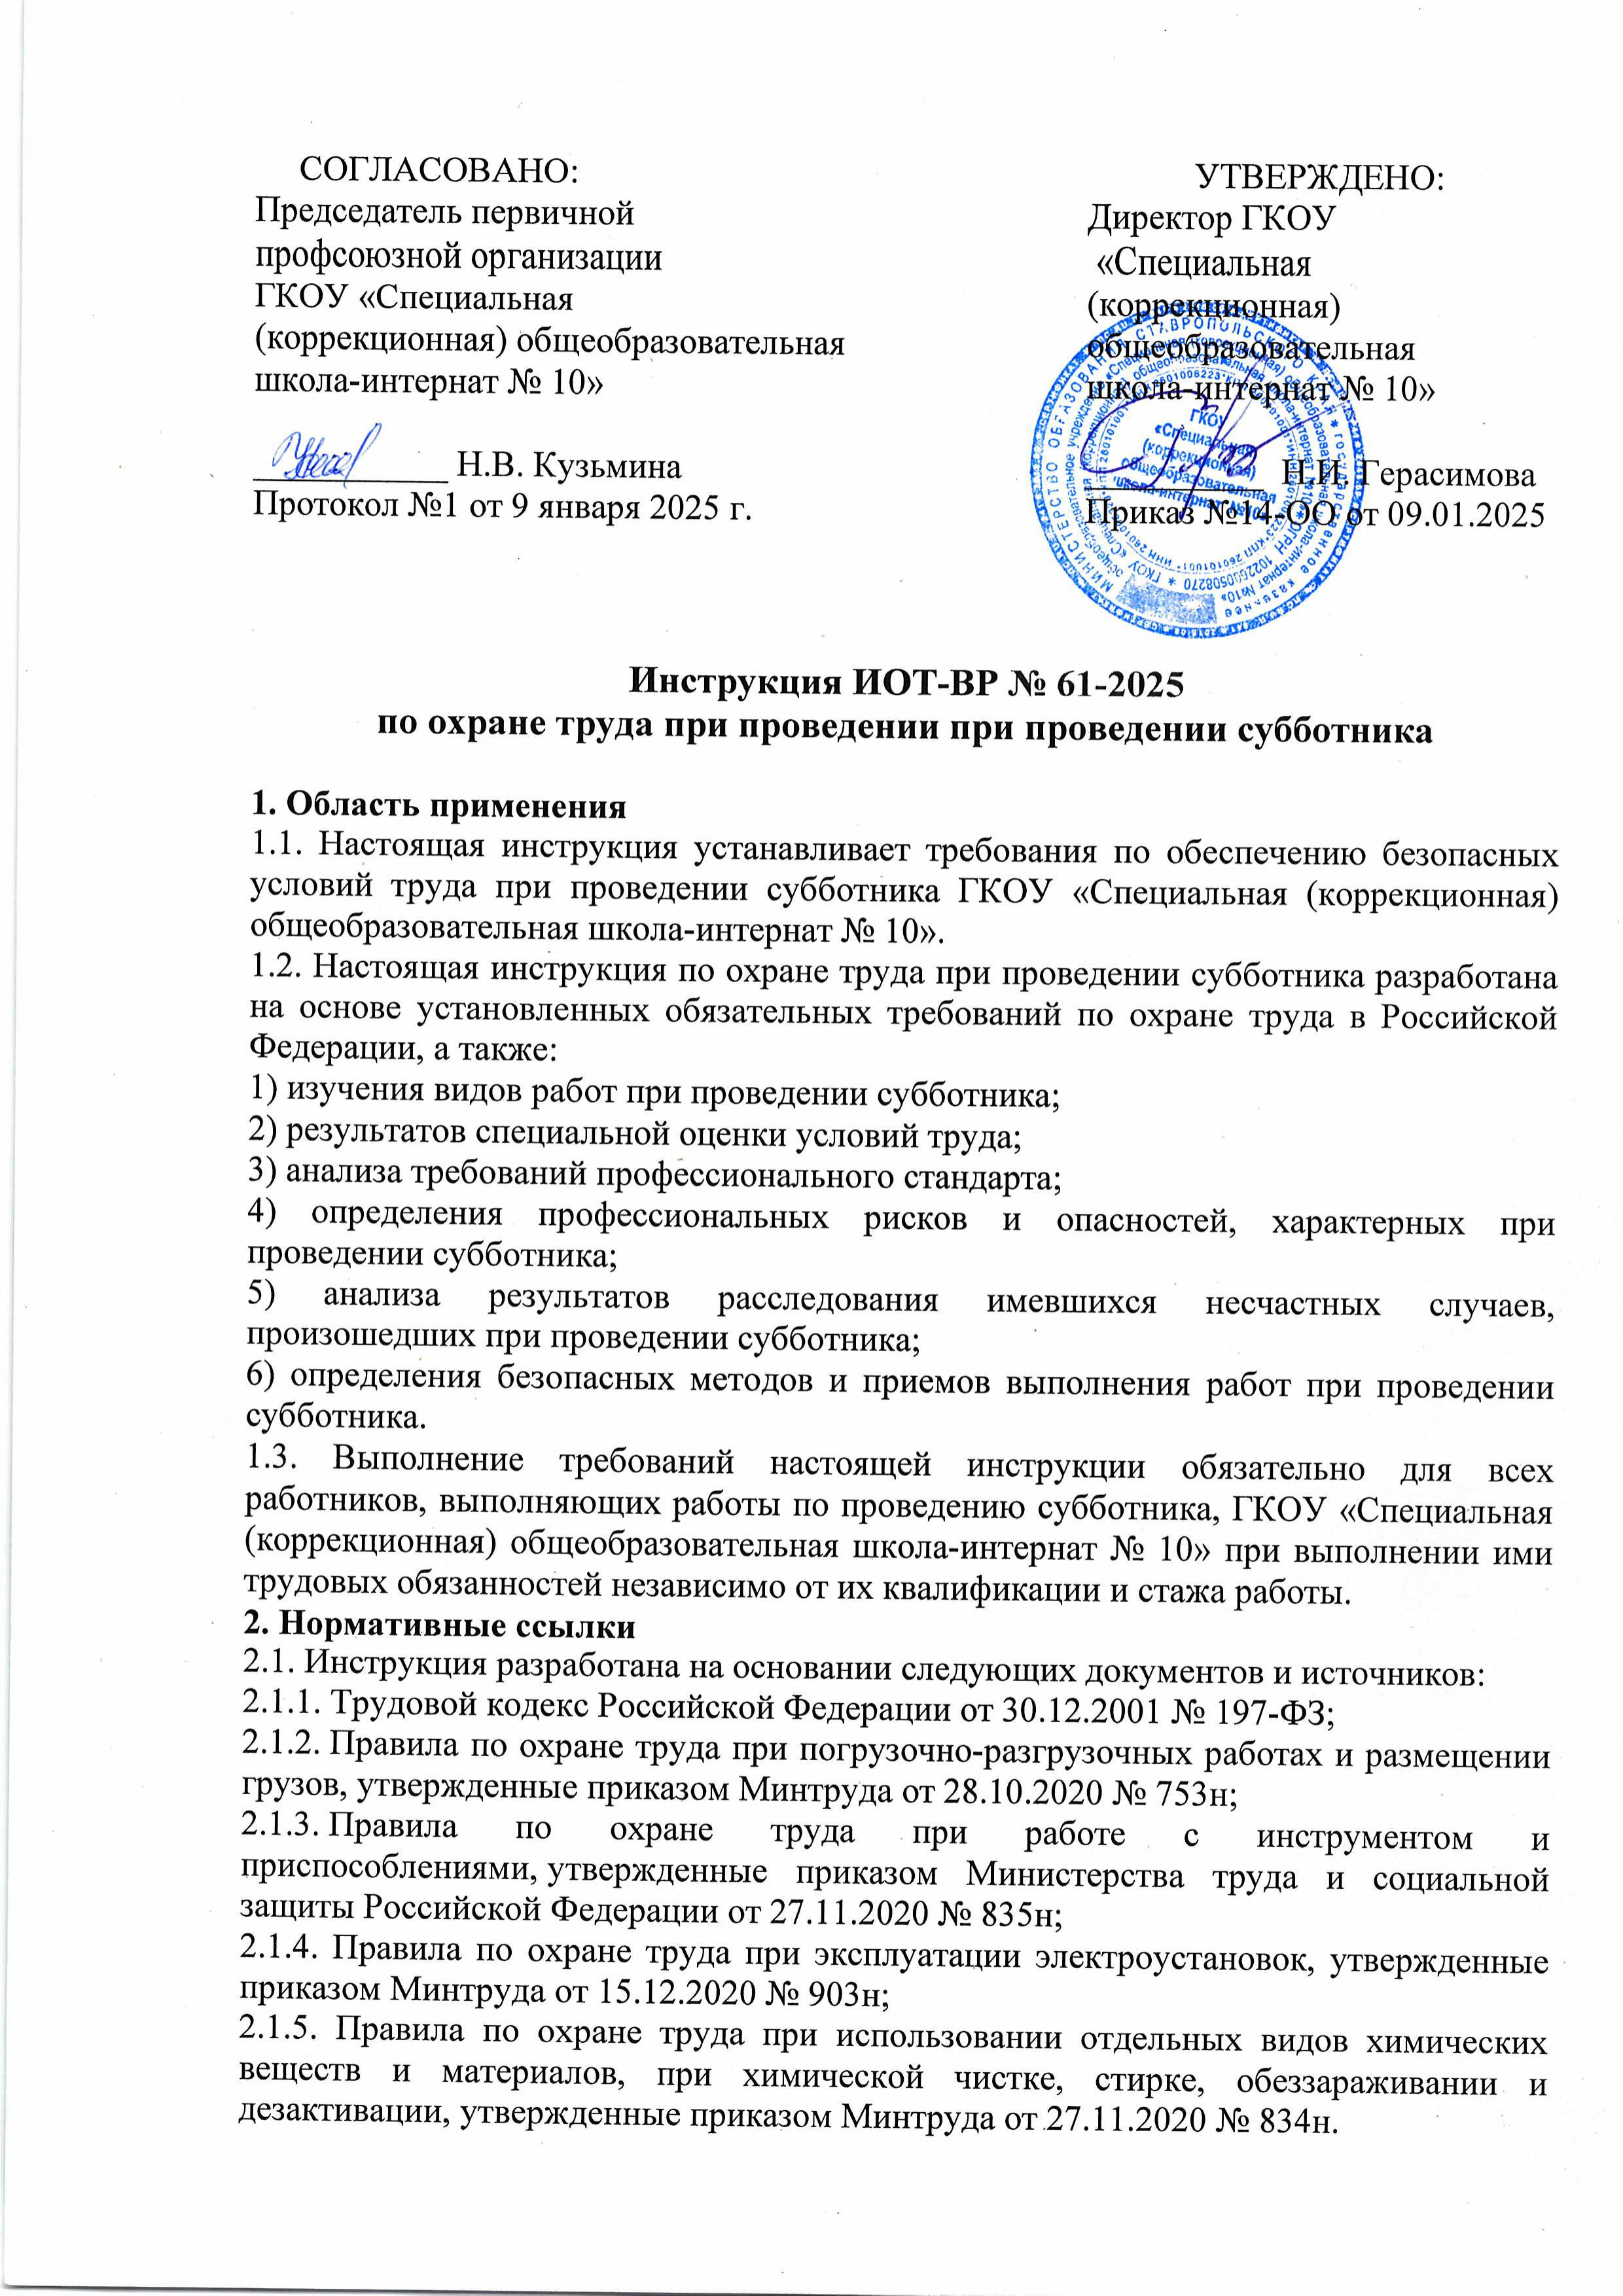 СОГЛАСОВАНО:
Председатель первичной
профсоюзной организации
ГКОУ «Специальная
(коррекционная) общеобразовательная
школа-интернат № 10»
Н.В. Кузьмина
Протокол №1 от 9 января 2025 г.
УТВЕРЖДЕНО:
Директор ГКОУ
«Специальная
(коррекционная)
общеобразовательная
школа-интернат № 10»
Н.И. Герасимова
Приказ №14-ОО от 09.01.2025
ГКОУ
«Специальная
(коррекционная)
общеобразовательная
школа-интернат №10»
МИНИСТЕРСТВО ОБРАЗОВАНИЯ СТАВРОПОЛЬСКОГО КРАЯ * государственное казенное
Инструкция ИОТ-ВР № 61-2025
по охране труда при проведении при проведении субботника
1. Область применения
1.1. Настоящая инструкция устанавливает требования по обеспечению безопасных
условий труда при проведении субботника ГКОУ «Специальная (коррекционная)
общеобразовательная школа-интернат № 10».
1.2. Настоящая инструкция по охране труда при проведении субботника разработана
на основе установленных обязательных требований по охране труда в Российской
Федерации, а также:
1) изучения видов работ при проведении субботника;
2) результатов специальной оценки условий труда;
3) анализа требований профессионального стандарта;
4) определения профессиональных рисков и опасностей, характерных при
проведении субботника;
5) анализа результатов расследования имевшихся несчастных случаев,
произошедших при проведении субботника;
6) определения безопасных методов и приемов выполнения работ при проведении
субботника.
1.3. Выполнение требований настоящей инструкции обязательно для всех
работников, выполняющих работы по проведению субботника, ГКОУ «Специальная
(коррекционная) общеобразовательная школа-интернат № 10» при выполнении ими
трудовых обязанностей независимо от их квалификации и стажа работы.
2. Нормативные ссылки
2.1. Инструкция разработана на основании следующих документов и источников:
2.1.1. Трудовой кодекс Российской Федерации от 30.12.2001 № 197-ФЗ;
2.1.2. Правила по охране труда при погрузочно-разгрузочных работах и размещении
грузов, утвержденные приказом Минтруда от 28.10.2020 № 753н;
2.1.3. Правила по охране труда при работе с инструментом и
приспособлениями, утвержденные приказом Министерства труда и социальной
защиты Российской Федерации от 27.11.2020 № 835н;
2.1.4. Правила по охране труда при эксплуатации электроустановок, утвержденные
приказом Минтруда от 15.12.2020 № 903н;
2.1.5. Правила по охране труда при использовании отдельных видов химических
веществ и материалов, при химической чистке, стирке, обеззараживании и
дезактивации, утвержденные приказом Минтруда от 27.11.2020 № 834н.